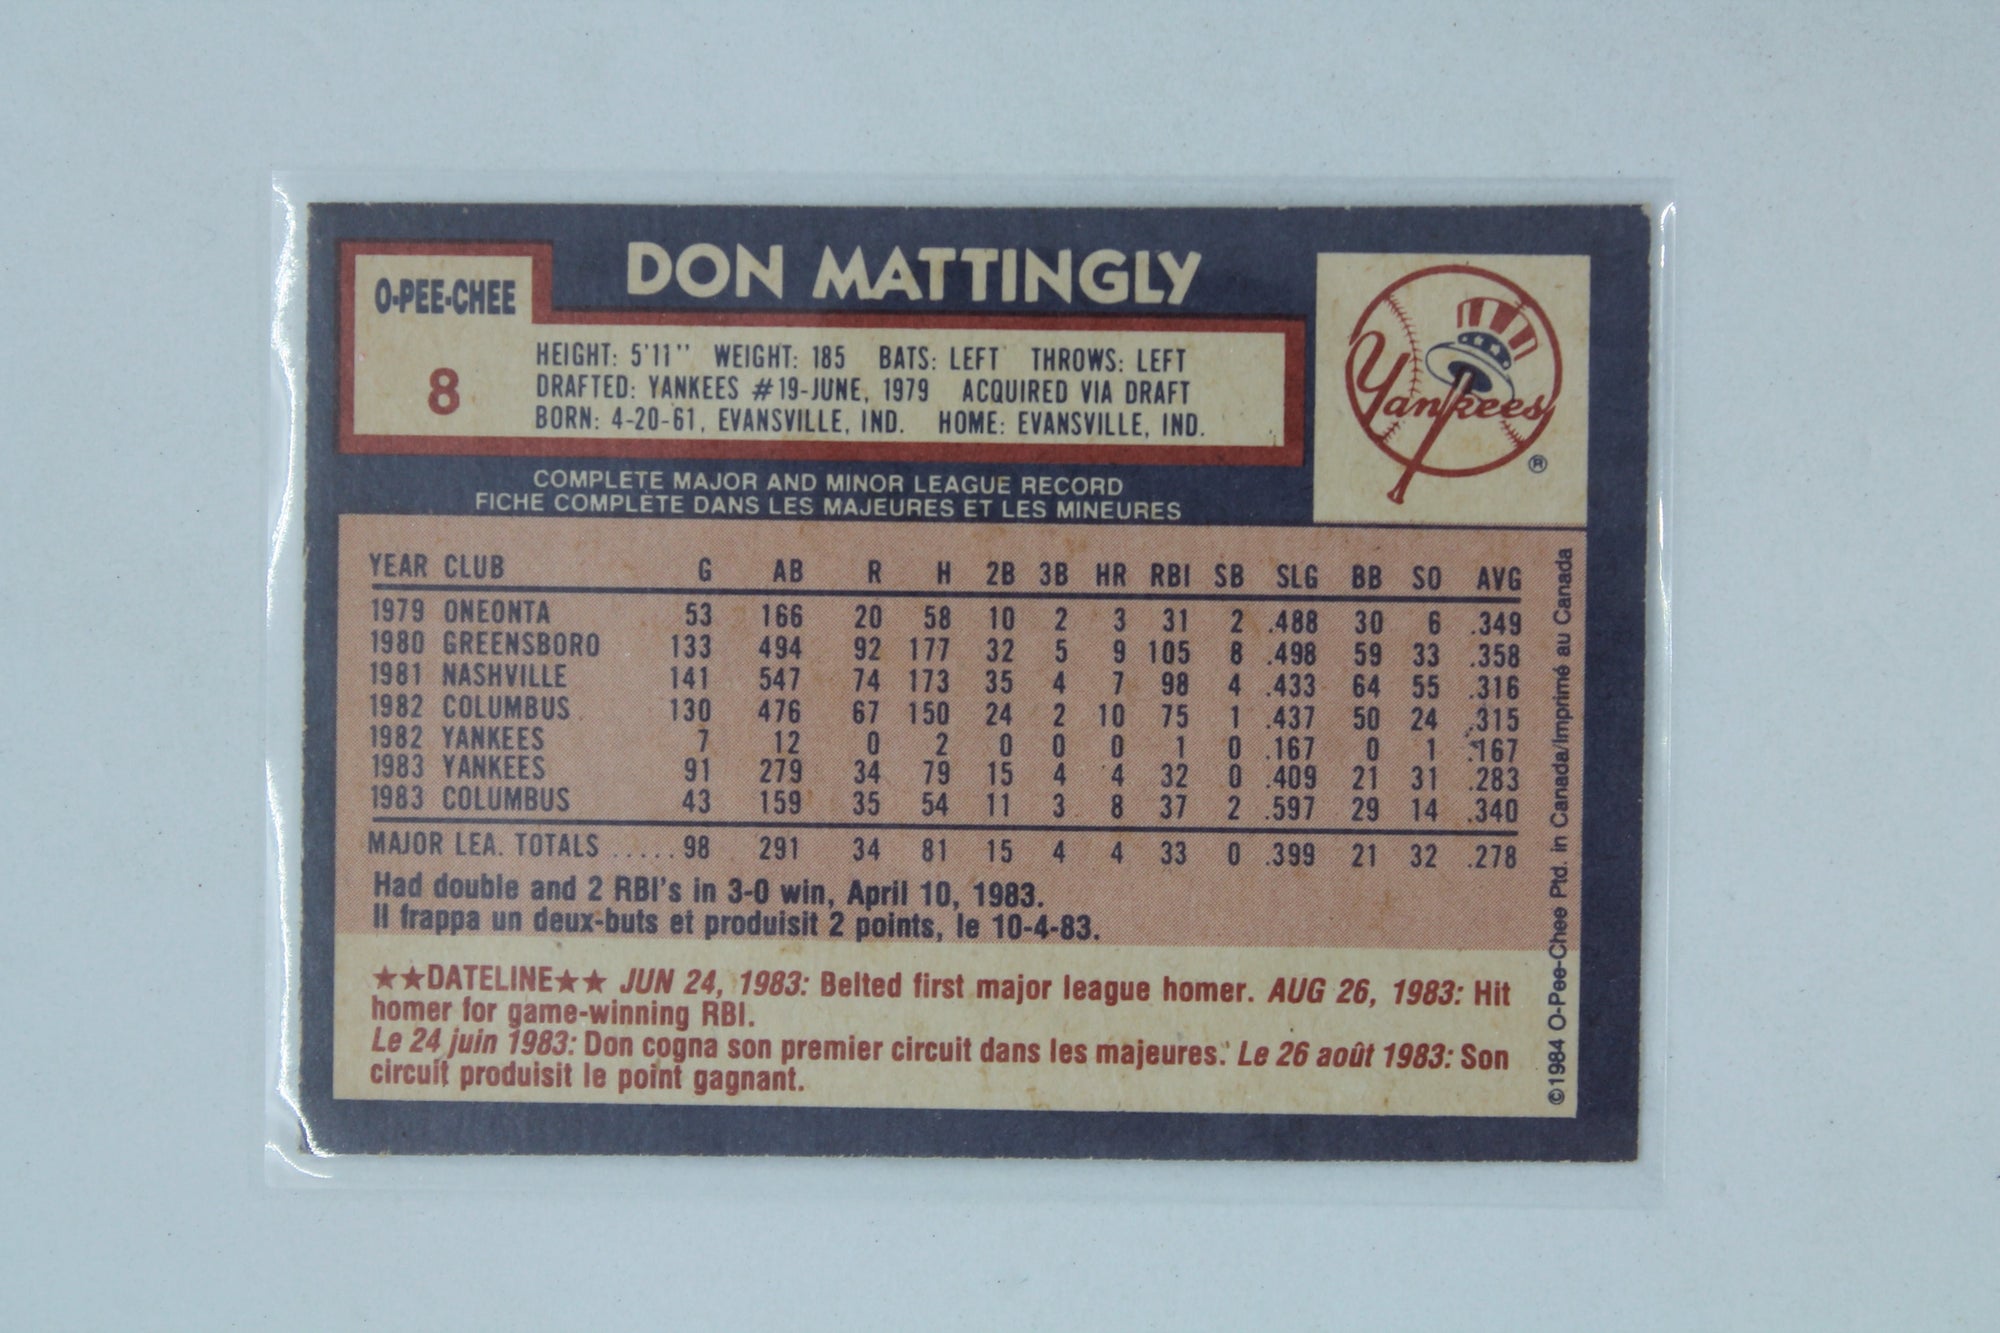 O-PEE-CHEE
8
DON MATTINGLY
HEIGHT: 5'11" WEIGHT: 185 BATS: LEFT THROWS: LEFT
DRAFTED: YANKEES #19-JUNE, 1979 ACQUIRED VIA DRAFT
BORN: 4-20-61, EVANSVILLE, IND. HOME: EVANSVILLE, IND.
Yankees
®
COMPLETE MAJOR AND MINOR LEAGUE RECORD
FICHE COMPLÈTE DANS LES MAJEURES ET LES MINEURES
YEAR CLUB G AB R H 2B 3B HR RBI SB SLG BB SO AVG
1979 ONEONTA 53 166 20 58 10 2 3 31 2 .488 30 6 .349
1980 GREENSBORO 133 494 92 177 32 5 9 105 8 .498 59 33 .358
1981 NASHVILLE 141 547 74 173 35 4 7 98 4 .433 64 55 .316
1982 COLUMBUS 130 476 67 150 24 2 10 75 1 .437 50 24 .315
1982 YANKEES 7 12 0 2 0 0 0 1 0 .167 0 1 .167
1983 YANKEES 91 279 34 79 15 4 4 32 0 .409 21 31 .283
1983 COLUMBUS 43 159 35 54 11 3 8 37 2 .597 29 14 .340
MAJOR LEA. TOTALS ..... 98 291 34 81 15 4 4 33 0 .399 21 32 .278
Had double and 2 RBI's in 3-0 win, April 10, 1983.
Il frappa un deux-buts et produisit 2 points, le 10-4-83.
★★DATELINE★★ JUN 24, 1983: Belted first major league homer. AUG 26, 1983: Hit
homer for game-winning RBI.
Le 24 juin 1983: Don cogna son premier circuit dans les majeures. Le 26 août 1983: Son
circuit produisit le point gagnant.
©1984 O-Pee-Chee Ptd. in Canada/Imprimé au Canada